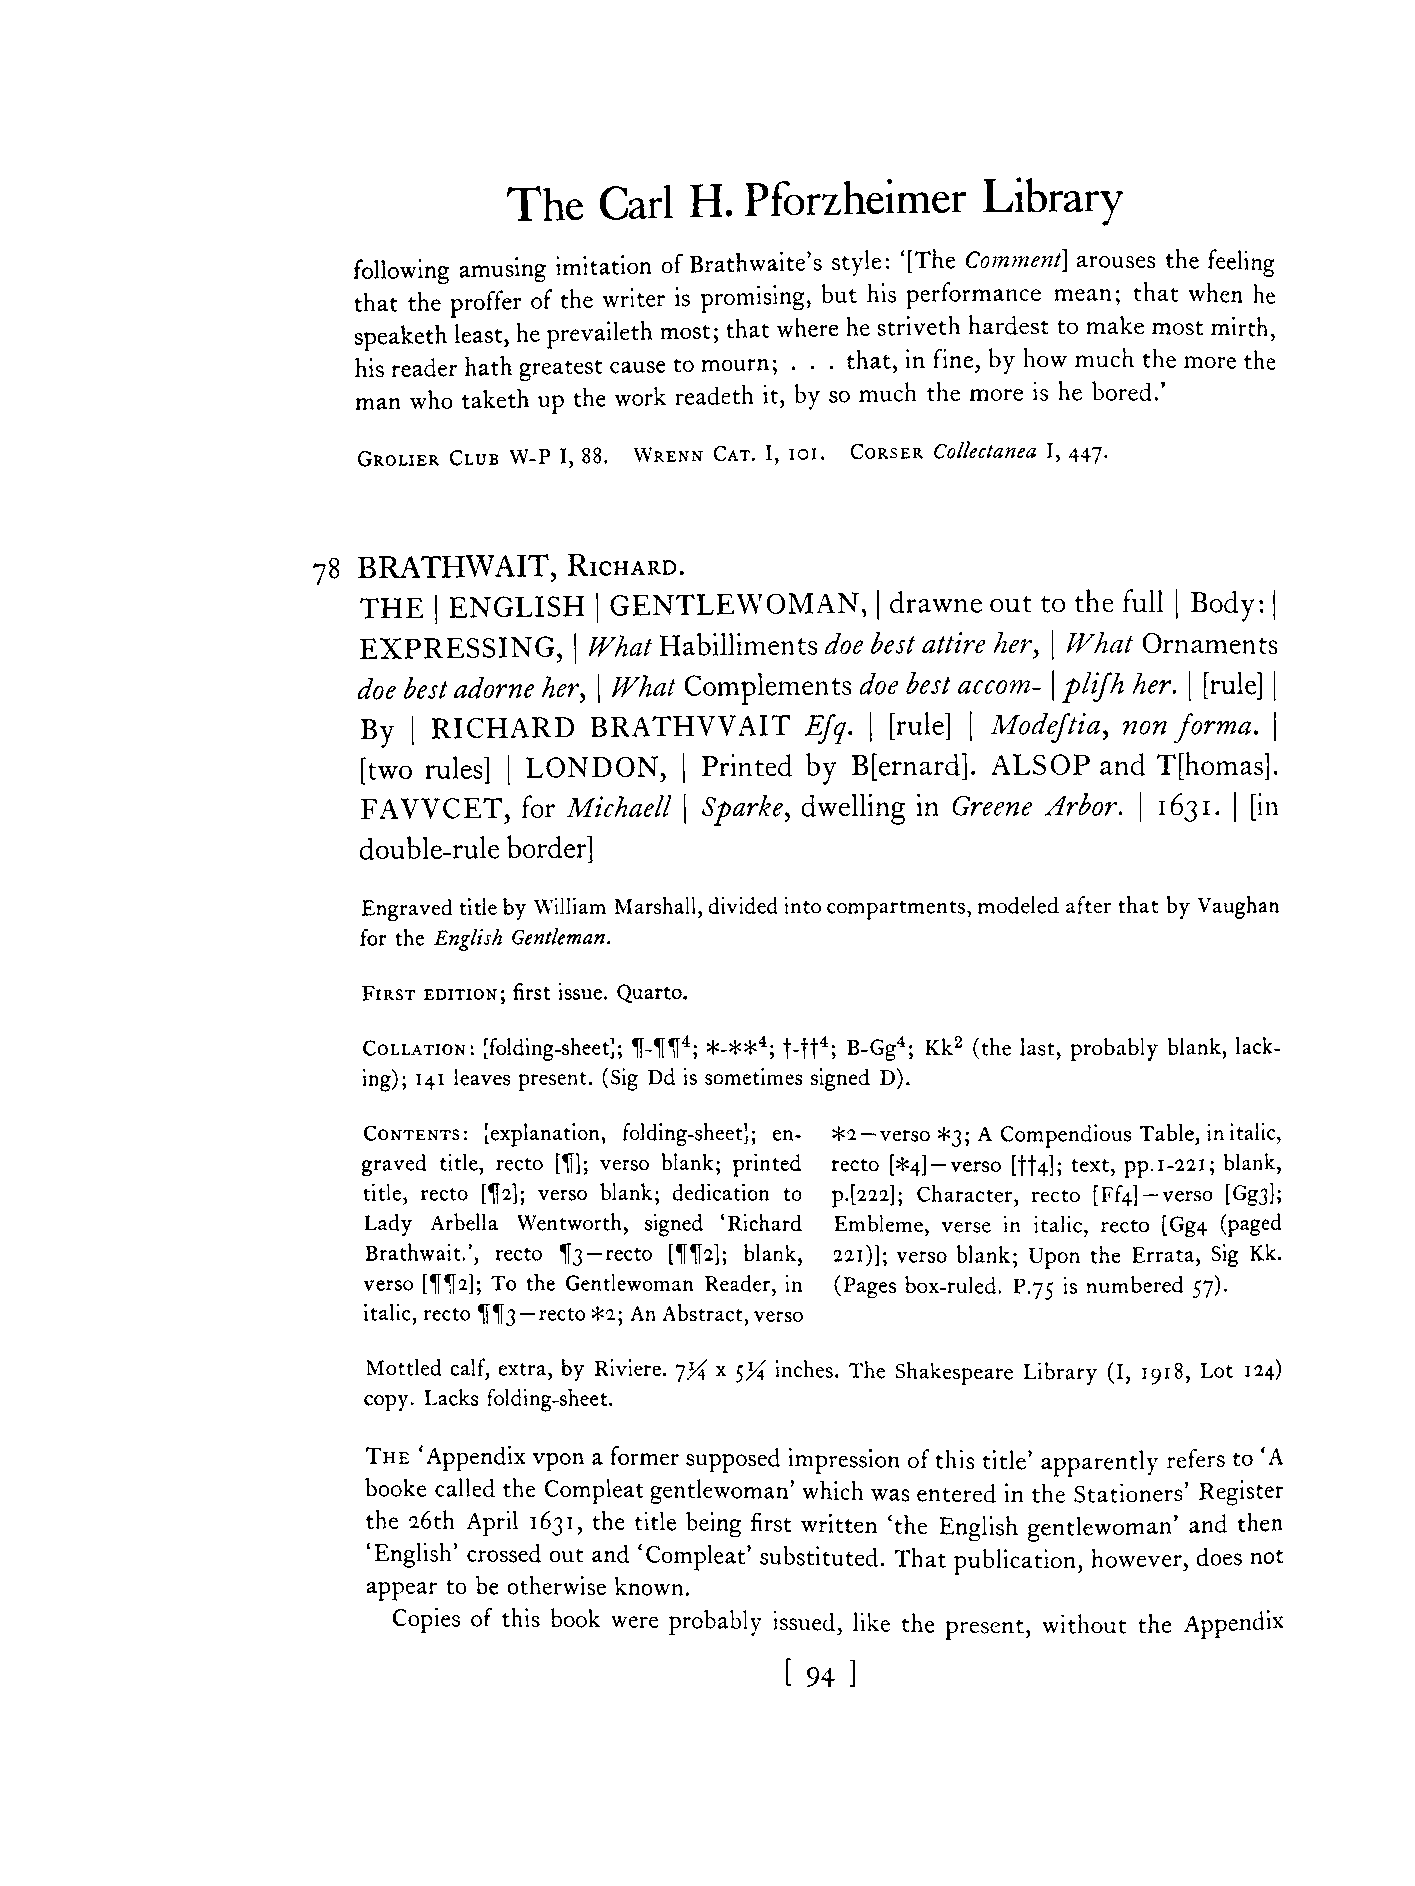 The Carl H. Pforzheimer Library
following amusing imitation of Brathwaite's style: '[The Comment] arouses the feeling
that the proffer of the writer is promising, but his performance mean; that when he
speaketh least, he prevaileth most; that where he striveth hardest to make most mirth,
his reader hath greatest cause to mourn; . . . that, in fine, by how much the more the
man who taketh up the work readeth it, by so much the more is he bored.'
GROLIER CLUB W-P I, 88. WRENN CAT. I, 101. CORSER Collectanea I, 447.
78 BRATHWAIT, RICHARD.
THE | ENGLISH | GENTLEWOMAN, | drawne out to the full | Body: |
EXPRESSING, | What Habilliments doe best attire her, | What Ornaments
doe best adorne her, | What Complements doe best accom- | pliſh her. | [rule] |
By | RICHARD BRATHVVAIT Eſq. | [rule] | Modeſtia, non forma. |
[two rules] | LONDON, | Printed by B[ernard]. ALSOP and T[homas].
FAVVCET, for Michaell | Sparke, dwelling in Greene Arbor. | 1631. | [in
double-rule border]
Engraved title by William Marshall, divided into compartments, modeled after that by Vaughan
for the English Gentleman.
FIRST EDITION; first issue. Quarto.
COLLATION: [folding-sheet]; ¶-¶¶⁴; *-**⁴; †-††⁴; B-Gg⁴; Kk² (the last, probably blank, lack-
ing); 141 leaves present. (Sig Dd is sometimes signed D).
CONTENTS: [explanation, folding-sheet]; en-
graved title, recto [¶]; verso blank; printed
title, recto [¶2]; verso blank; dedication to
Lady Arbella Wentworth, signed 'Richard
Brathwait.', recto ¶3—recto [¶¶2]; blank,
verso [¶¶2]; To the Gentlewoman Reader, in
italic, recto ¶¶3—recto *2; An Abstract, verso
*2—verso *3; A Compendious Table, in italic,
recto [*4]—verso [††4]; text, pp.1-221; blank,
p.[222]; Character, recto [Ff4]—verso [Gg3];
Embleme, verse in italic, recto [Gg4 (paged
221)]; verso blank; Upon the Errata, Sig Kk.
(Pages box-ruled. P.75 is numbered 57).
Mottled calf, extra, by Riviere. 7¼ x 5¼ inches. The Shakespeare Library (I, 1918, Lot 124)
copy. Lacks folding-sheet.
THE 'Appendix vpon a former supposed impression of this title' apparently refers to 'A
booke called the Compleat gentlewoman' which was entered in the Stationers' Register
the 26th April 1631, the title being first written 'the English gentlewoman' and then
'English' crossed out and 'Compleat' substituted. That publication, however, does not
appear to be otherwise known.
Copies of this book were probably issued, like the present, without the Appendix
[ 94 ]